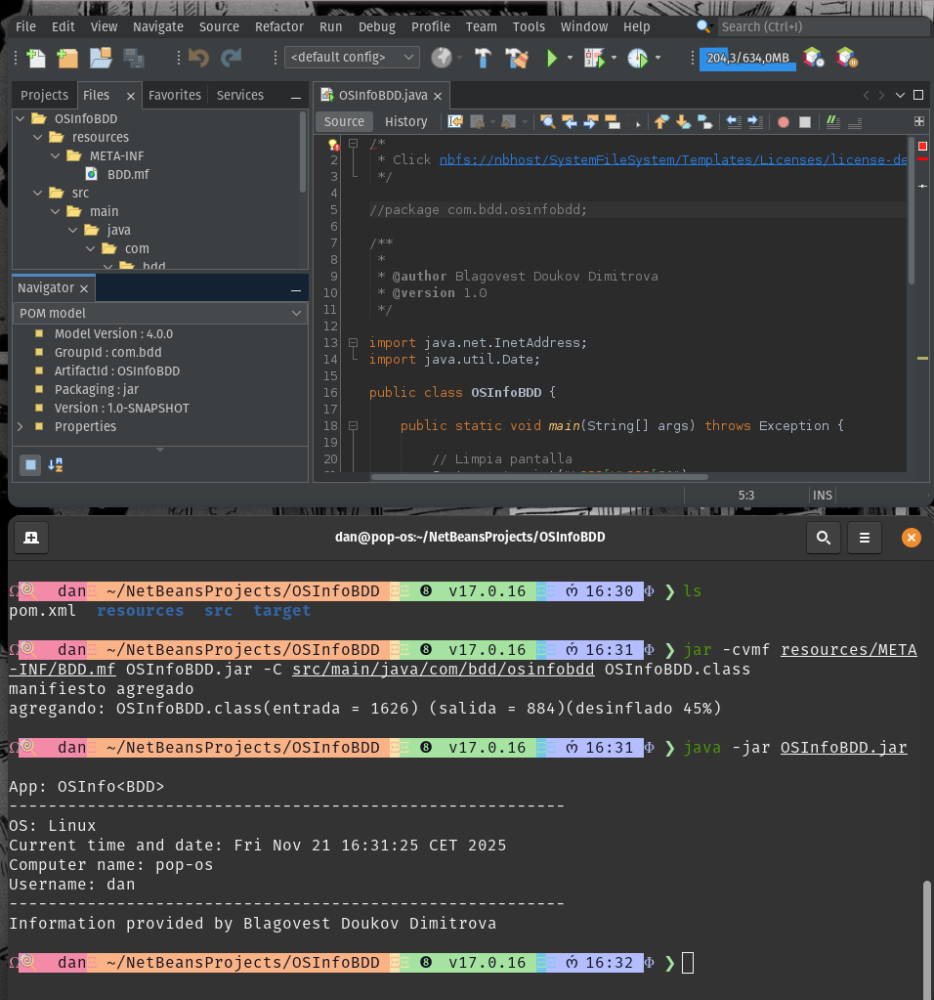 File Edit View Navigate Source Refactor Run Debug Profile Team Tools Window Help Search (Ctrl+I)
<default config> 204,3/634,0MB
Projects Files Favorites Services
OSInfoBDD.java
Source History
OSInfoBDD
resources
META-INF
BDD.mf
src
main
java
com
bdd
Navigator
POM model
Model Version : 4.0.0
GroupId : com.bdd
ArtifactId : OSInfoBDD
Packaging : jar
Version : 1.0-SNAPSHOT
Properties
/*
2 * Click nbfs://nbhost/SystemFileSystem/Templates/Licenses/license-de
3 */
4
5 //package com.bdd.osinfobdd;
6
7 /**
8 *
9 * @author Blagovest Doukov Dimitrova
10 * @version 1.0
11 */
12
13 import java.net.InetAddress;
14 import java.util.Date;
15
16 public class OSInfoBDD {
17
18 public static void main(String[] args) throws Exception {
19
20 // Limpia pantalla
5:3 INS
dan@pop-os:~/NetBeansProjects/OSInfoBDD
dan ~/NetBeansProjects/OSInfoBDD v17.0.16 16:30 ❯ ls
pom.xml resources src target
dan ~/NetBeansProjects/OSInfoBDD v17.0.16 16:31 ❯ jar -cvmf resources/META
-INF/BDD.mf OSInfoBDD.jar -C src/main/java/com/bdd/osinfobdd OSInfoBDD.class
manifiesto agregado
agregando: OSInfoBDD.class(entrada = 1626) (salida = 884)(desinflado 45%)
dan ~/NetBeansProjects/OSInfoBDD v17.0.16 16:31 ❯ java -jar OSInfoBDD.jar
App: OSInfo<BDD>
---------------------------------------------------------
OS: Linux
Current time and date: Fri Nov 21 16:31:25 CET 2025
Computer name: pop-os
Username: dan
---------------------------------------------------------
Information provided by Blagovest Doukov Dimitrova
dan ~/NetBeansProjects/OSInfoBDD v17.0.16 16:32 ❯